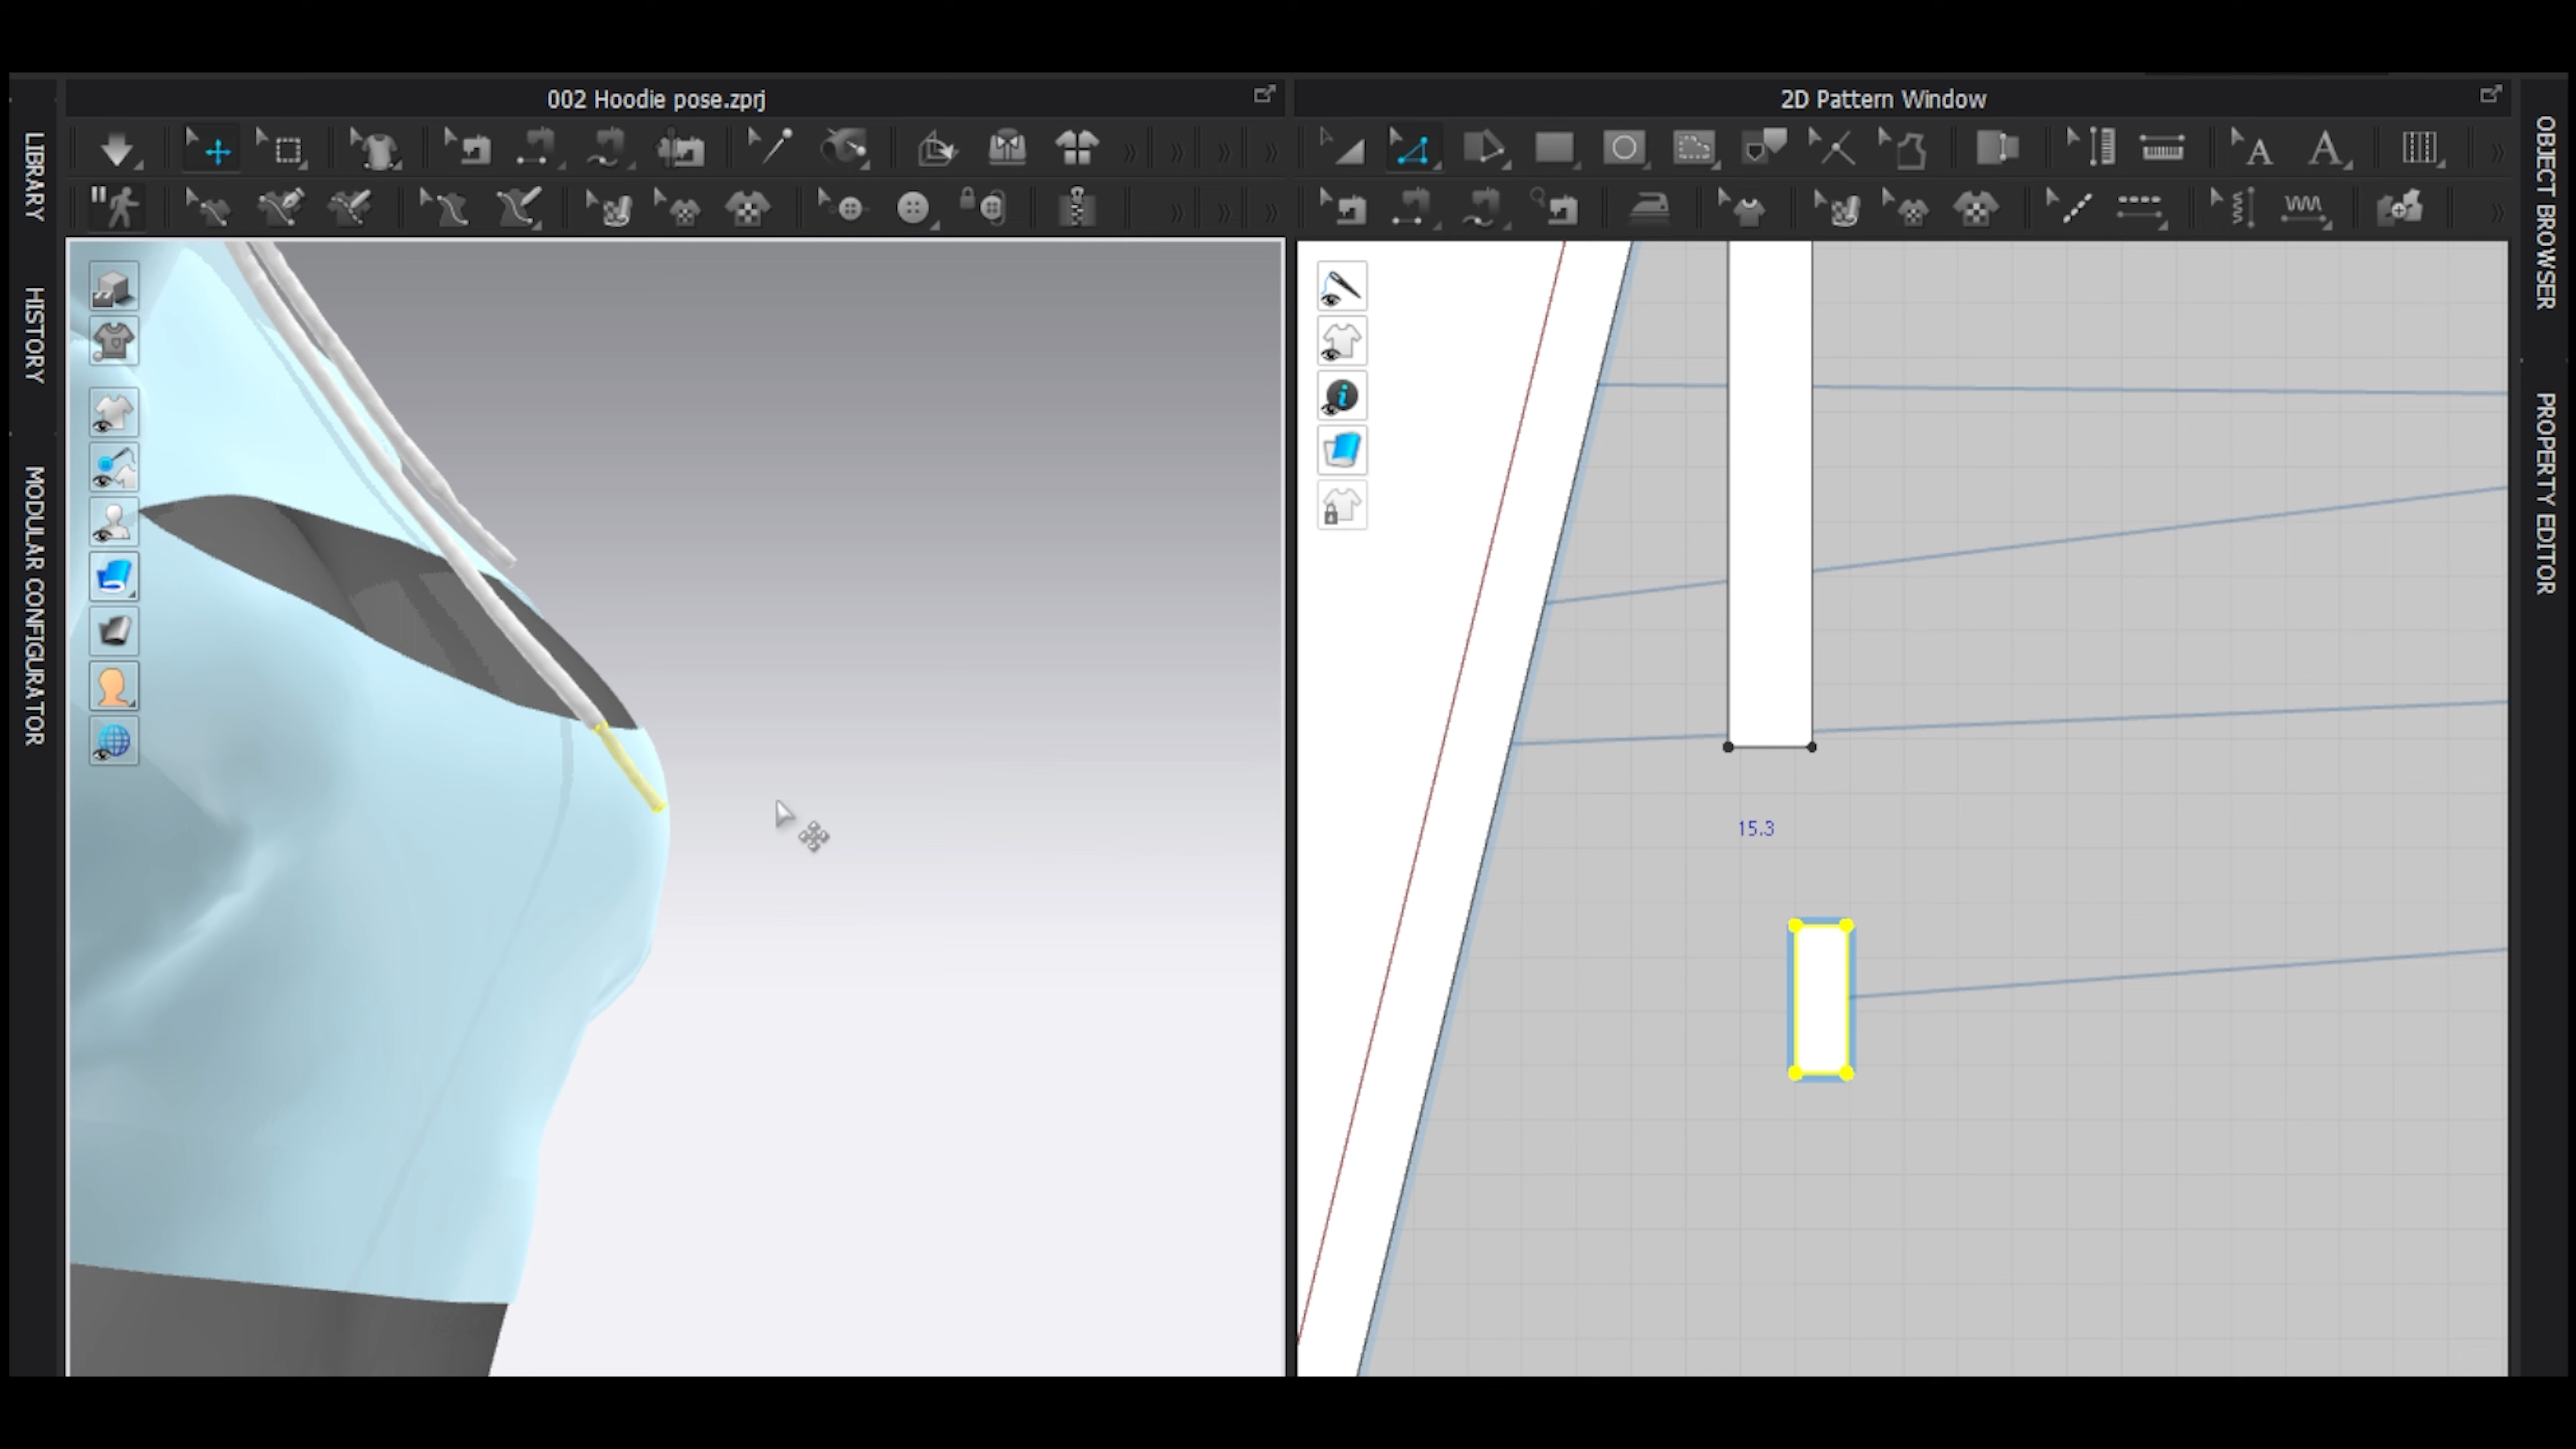 002 Hoodie pose.zprj
2D Pattern Window
LIBRARY
HISTORY
MODULAR CONFIGURATOR
A
A
i
15.3
OBJECT BROWSER
PROPERTY EDITOR